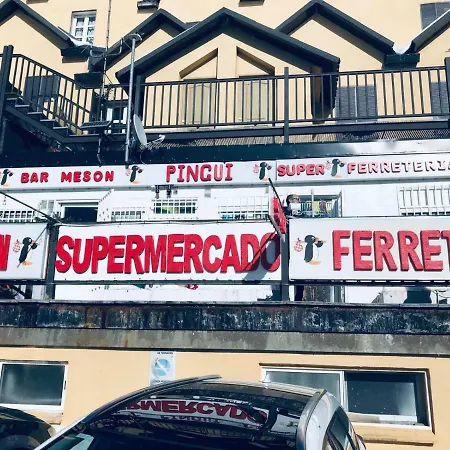 BAR MESON PINGUI SUPER FERRETERIA
N SUPERMERCADO FERRET